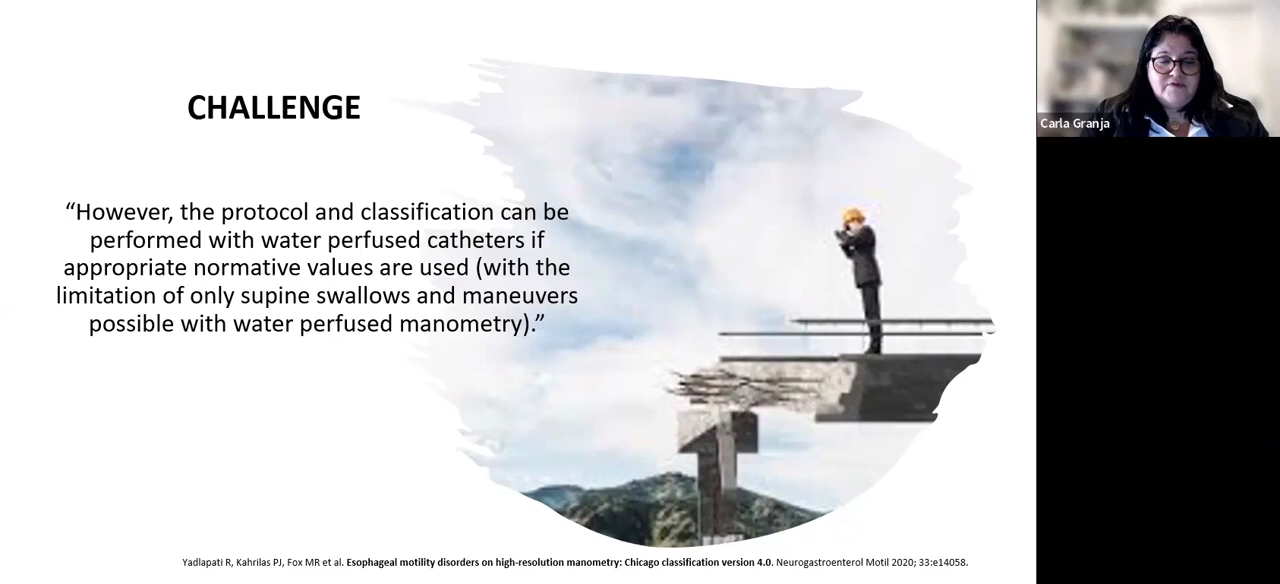 CHALLENGE
“However, the protocol and classification can be
performed with water perfused catheters if
appropriate normative values are used (with the
limitation of only supine swallows and maneuvers
possible with water perfused manometry).”
Yadlapati R, Kahrilas PJ, Fox MR et al. Esophageal motility disorders on high-resolution manometry: Chicago classification version 4.0. Neurogastroenterol Motil 2020; 33:e14058.
Carla Granja